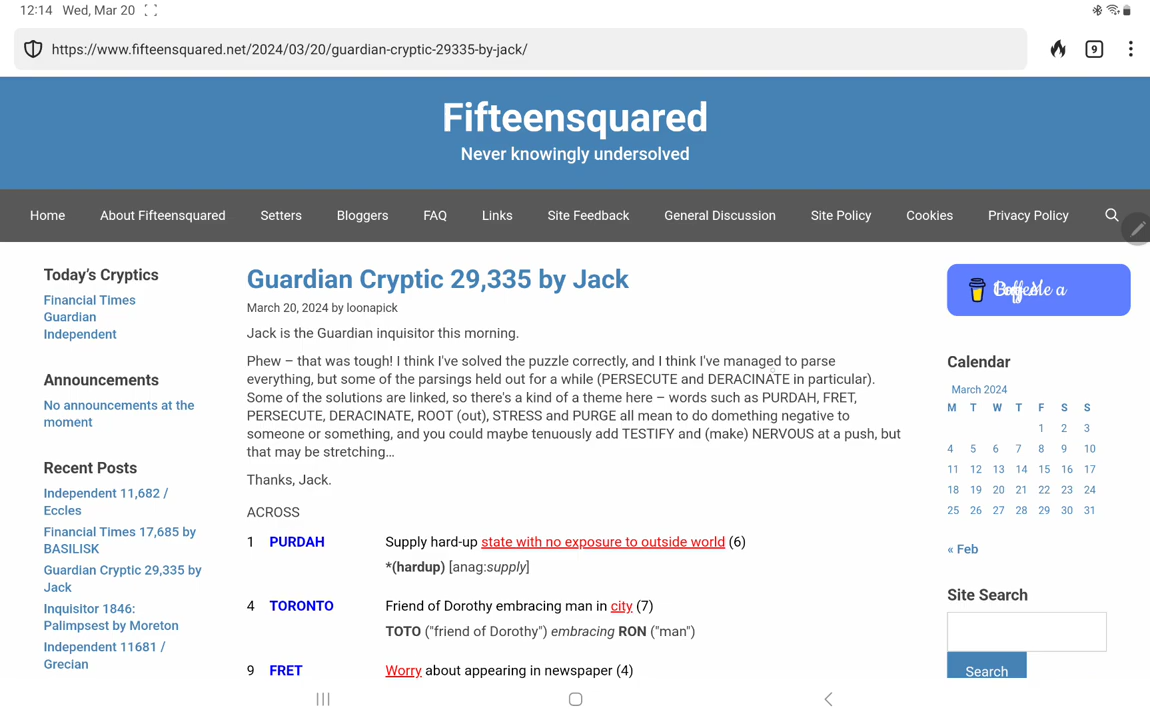 12:14 Wed, Mar 20
https://www.fifteensquared.net/2024/03/20/guardian-cryptic-29335-by-jack/
9
Fifteensquared
Never knowingly undersolved
Home About Fifteensquared Setters Bloggers FAQ Links Site Feedback General Discussion Site Policy Cookies Privacy Policy
Today's Cryptics
Financial Times
Guardian
Independent
Announcements
No announcements at the
moment
Recent Posts
Independent 11,682 /
Eccles
Financial Times 17,685 by
BASILISK
Guardian Cryptic 29,335 by
Jack
Inquisitor 1846:
Palimpsest by Moreton
Independent 11681 /
Grecian
Guardian Cryptic 29,335 by Jack
March 20, 2024 by loonapick
Jack is the Guardian inquisitor this morning.
Phew – that was tough! I think I've solved the puzzle correctly, and I think I've managed to parse
everything, but some of the parsings held out for a while (PERSECUTE and DERACINATE in particular).
Some of the solutions are linked, so there's a kind of a theme here – words such as PURDAH, FRET,
PERSECUTE, DERACINATE, ROOT (out), STRESS and PURGE all mean to do domething negative to
someone or something, and you could maybe tenuously add TESTIFY and (make) NERVOUS at a push, but
that may be stretching…
Thanks, Jack.
ACROSS
1 PURDAH Supply hard-up state with no exposure to outside world (6)
*(hardup) [anag:supply]
4 TORONTO Friend of Dorothy embracing man in city (7)
TOTO ("friend of Dorothy") embracing RON ("man")
9 FRET Worry about appearing in newspaper (4)
Calendar
March 2024
M T W T F S S
1 2 3
4 5 6 7 8 9 10
11 12 13 14 15 16 17
18 19 20 21 22 23 24
25 26 27 28 29 30 31
« Feb
Site Search
Search